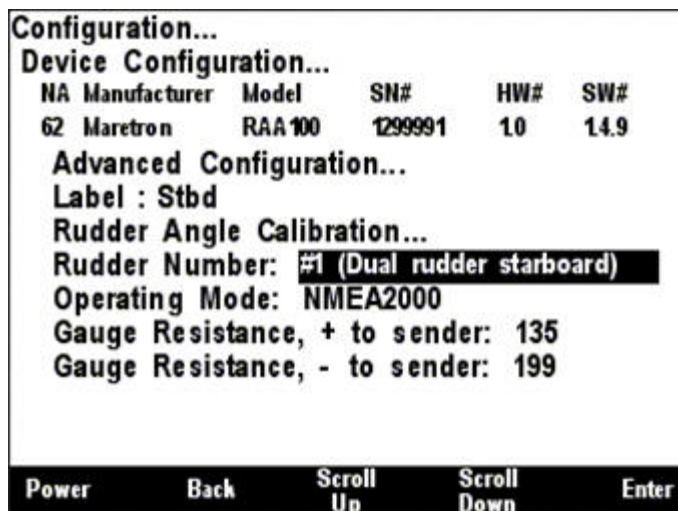 Configuration...
Device Configuration...
NA Manufacturer Model SN# HW# SW#
62 Maretron RAA100 1299991 1.0 1.4.9
Advanced Configuration...
Label : Stbd
Rudder Angle Calibration...
Rudder Number: #1 (Dual rudder starboard)
Operating Mode: NMEA2000
Gauge Resistance, + to sender: 135
Gauge Resistance, - to sender: 199
Power Back Scroll Up Scroll Down Enter